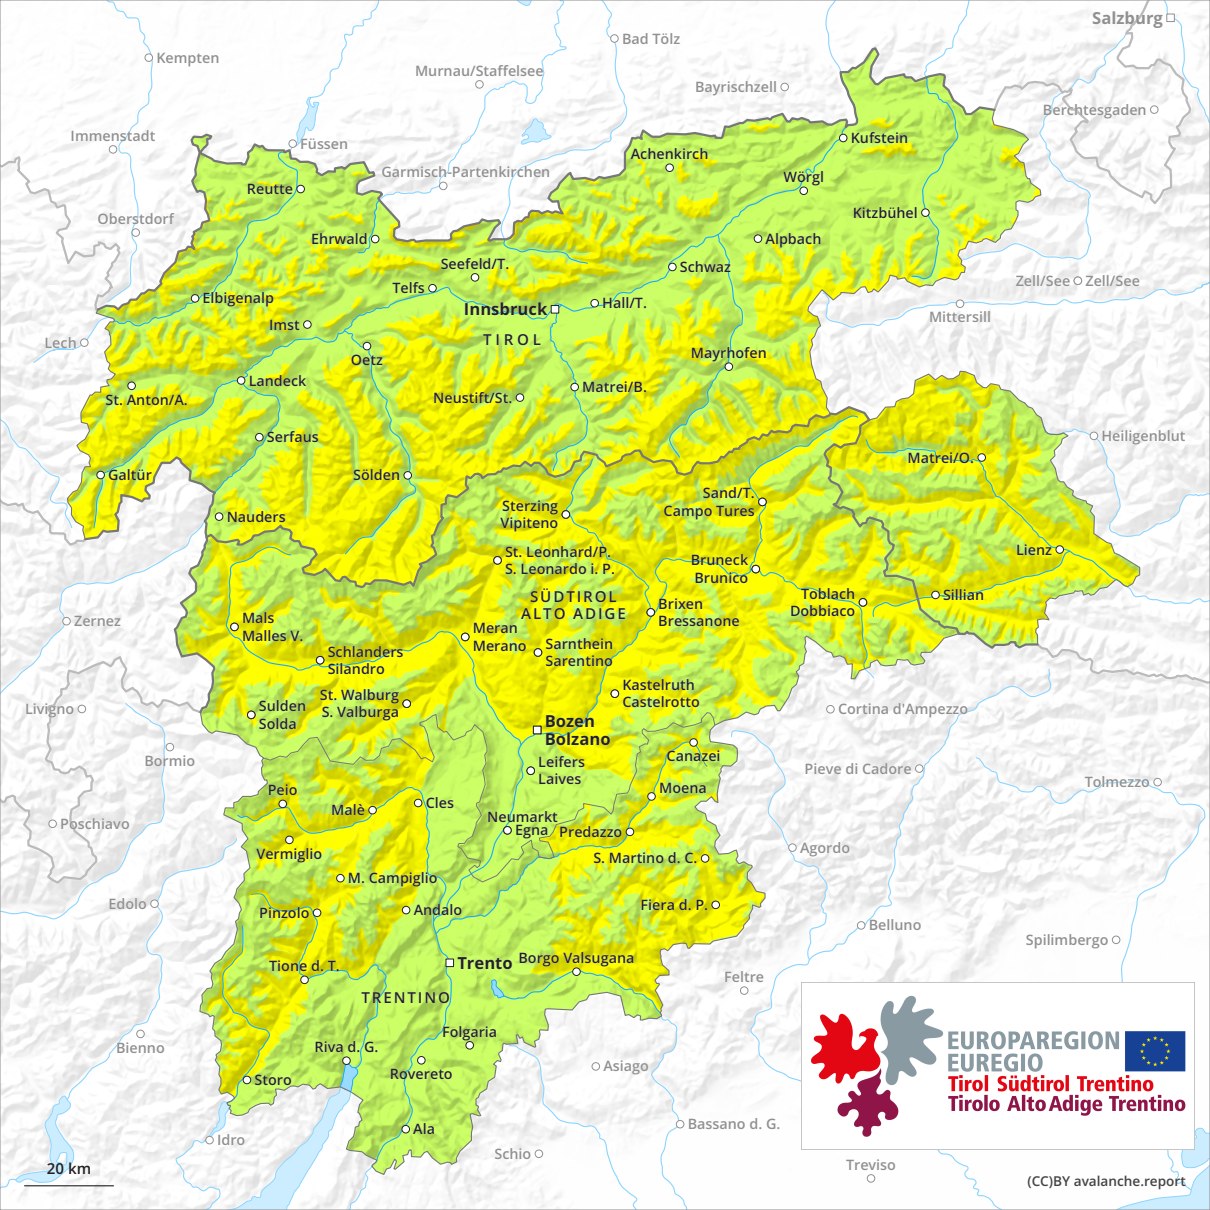 Salzburg
Bad Tölz
Kempten
Murnau/Staffelsee
Bayrischzell
Berchtesgaden
Immenstadt
Füssen
Kufstein
Achenkirch
Garmisch-Partenkirchen
Wörgl
Reutte
Oberstdorf
Kitzbühel
Ehrwald
Alpbach
Seefeld/T.
Schwaz
Zell/See
Zell/See
Telfs
Elbigenalp
Innsbruck
Hall/T.
Mittersill
Imst
TIROL
Lech
Oetz
Mayrhofen
Landeck
Matrei/B.
St. Anton/A.
Neustift/St.
Serfaus
Heiligenblut
Matrei/O.
Galtür
Sölden
Sand/T.
Campo Tures
Sterzing
Vipiteno
Nauders
St. Leonhard/P.
S. Leonardo i. P.
Lienz
Bruneck
Brunico
SÜDTIROL
ALTO ADIGE
Toblach
Dobbiaco
Sillian
Brixen
Bressanone
Zernez
Mals
Malles V.
Meran
Merano
Sarnthein
Sarentino
Schlanders
Silandro
Kastelruth
Castelrotto
St. Walburg
S. Valburga
Livigno
Sulden
Solda
Cortina d'Ampezzo
Bozen
Bolzano
Bormio
Canazei
Leifers
Laives
Pieve di Cadore
Tolmezzo
Peio
Moena
Cles
Malè
Poschiavo
Neumarkt
Egna
Predazzo
Vermiglio
Agordo
S. Martino d. C.
M. Campiglio
Edolo
Pinzolo
Andalo
Fiera d. P.
Belluno
Spilimbergo
Borgo Valsugana
Trento
Tione d. T.
Feltre
TRENTINO
Folgaria
Bienno
Riva d. G.
EUROPAREGION
EUREGIO
Tirol Südtirol Trentino
Tirolo Alto Adige Trentino
Asiago
Rovereto
Storo
Ala
Bassano d. G.
Idro
Schio
Treviso
20 km
(CC)BY avalanche.report